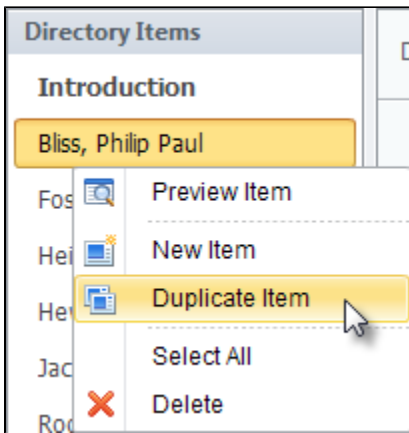 Directory Items
Introduction
Bliss, Philip Paul
Preview Item
New Item
Duplicate Item
Select All
Delete